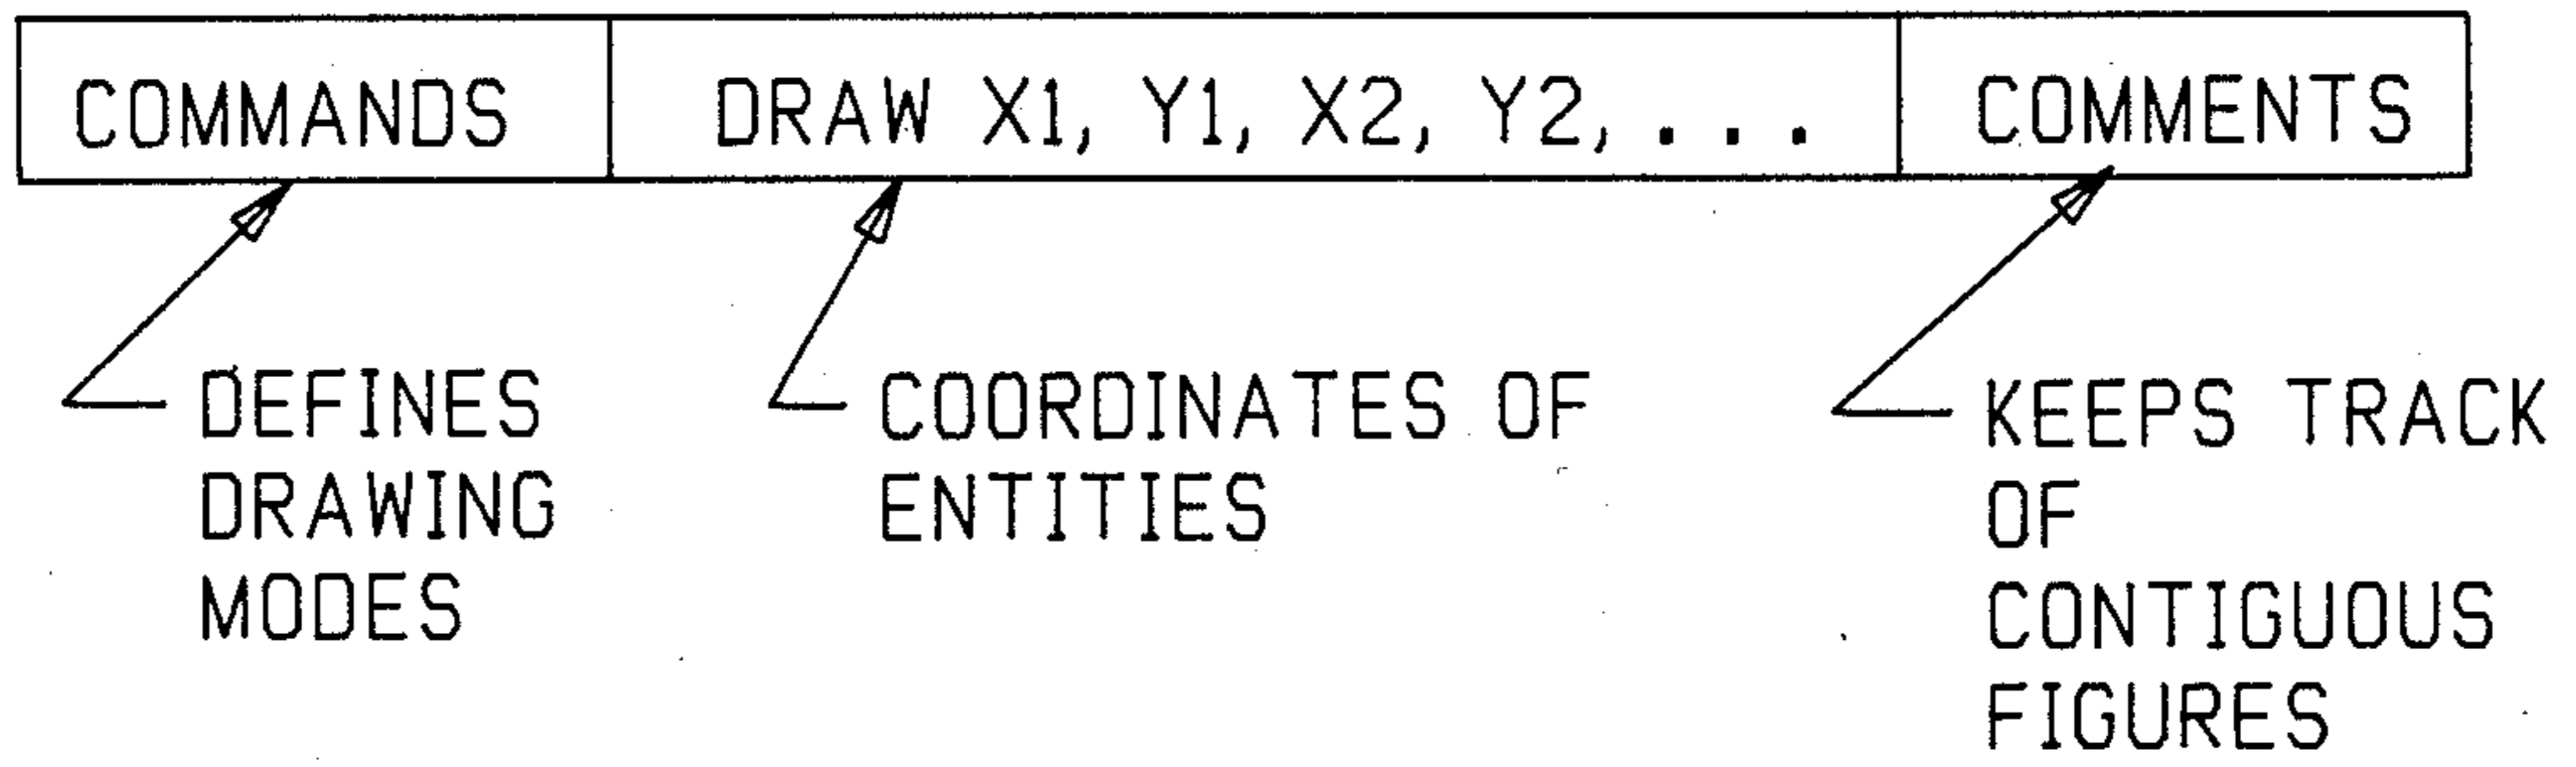 COMMANDS DRAW X1, Y1, X2, Y2, . . . COMMENTS
DEFINES
DRAWING
MODES
COORDINATES OF
ENTITIES
KEEPS TRACK
OF
CONTIGUOUS
FIGURES